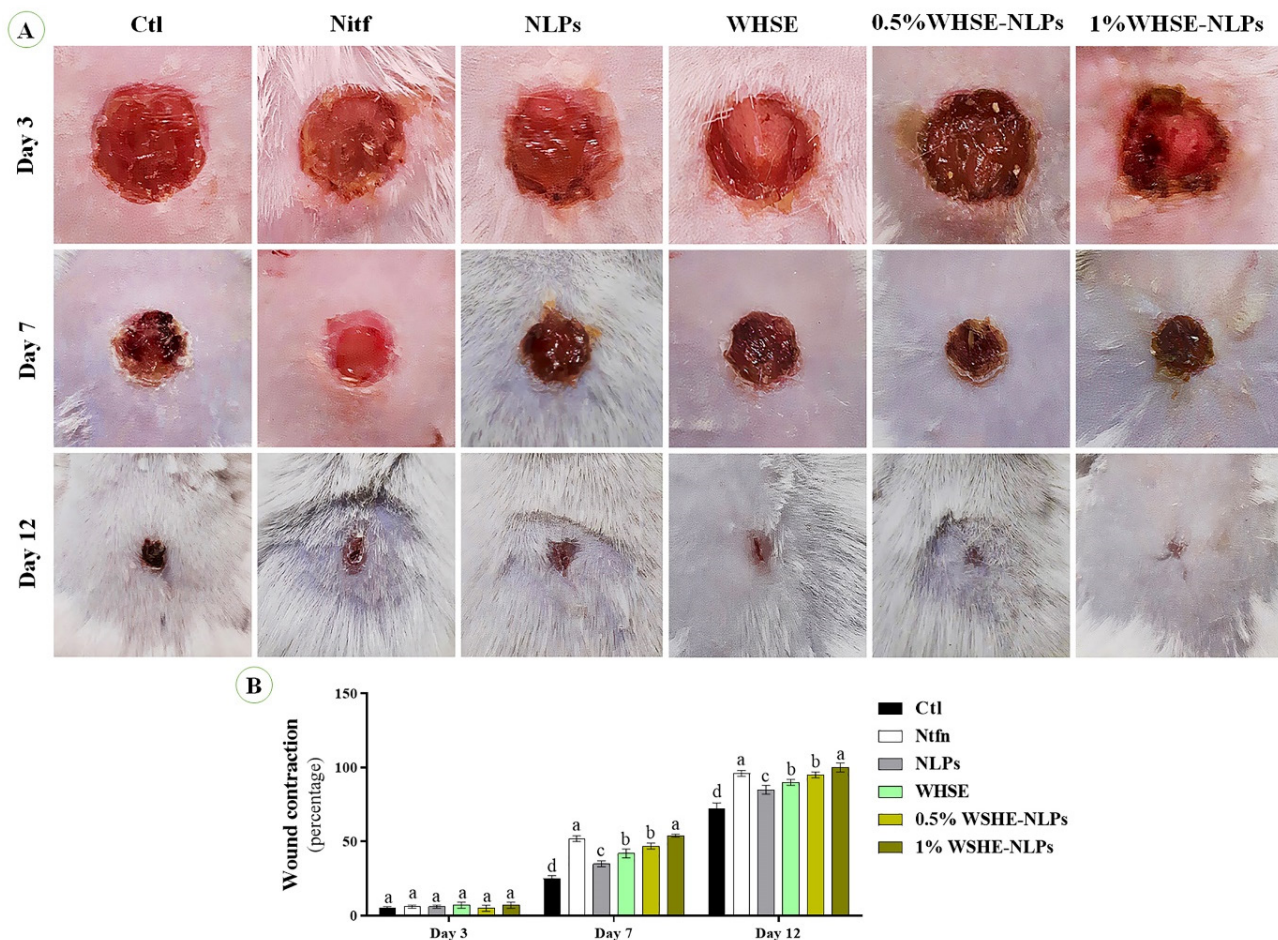 A
Ctl
Nitf
NLPs
WHSE
0.5%WHSE-NLPs
1%WHSE-NLPs
Day 3
Day 7
Day 12
B
150
100
50
0
Wound contraction
(percentage)
a a a a a a
d a c b b a
d a c b b a
Day 3 Day 7 Day 12
Ctl
Ntfn
NLPs
WHSE
0.5% WSHE-NLPs
1% WSHE-NLPs